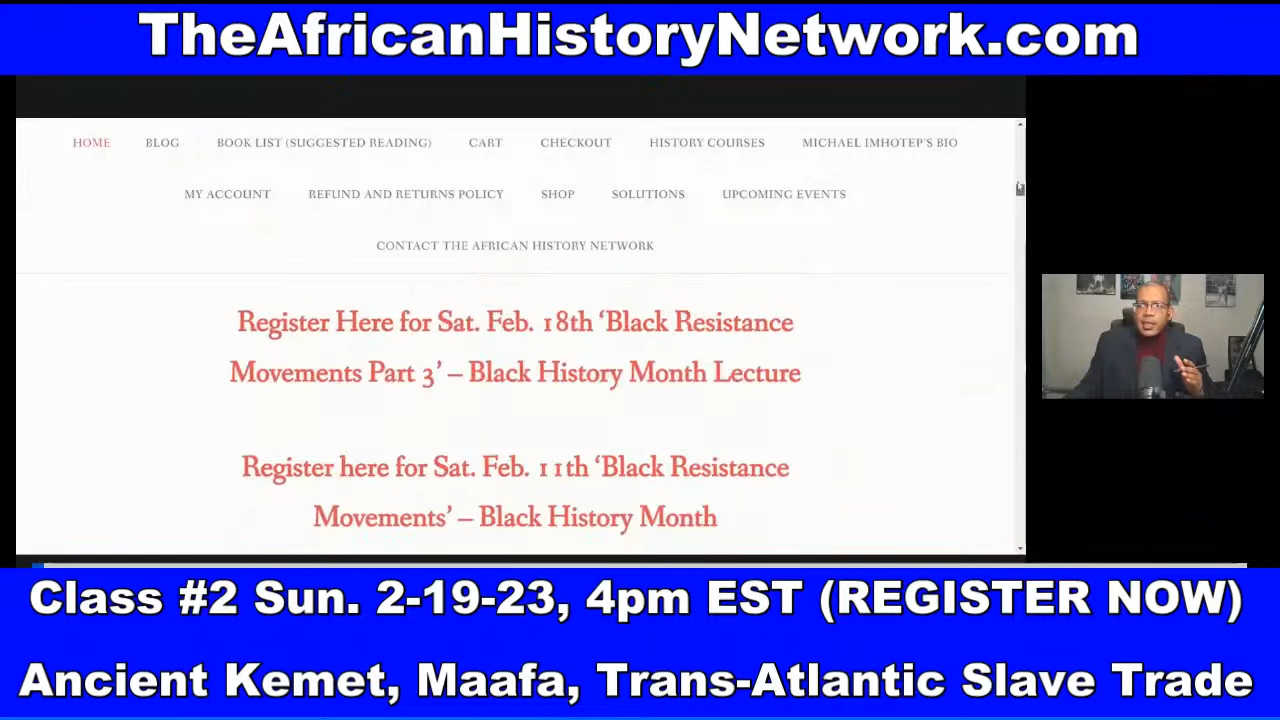 TheAfricanHistoryNetwork.com
HOME BLOG BOOK LIST (SUGGESTED READING) CART CHECKOUT HISTORY COURSES MICHAEL IMHOTEP'S BIO
MY ACCOUNT REFUND AND RETURNS POLICY SHOP SOLUTIONS UPCOMING EVENTS
CONTACT THE AFRICAN HISTORY NETWORK
Register Here for Sat. Feb. 18th ‘Black Resistance
Movements Part 3’ – Black History Month Lecture
Register here for Sat. Feb. 11th ‘Black Resistance
Movements’ – Black History Month
Class #2 Sun. 2-19-23, 4pm EST (REGISTER NOW)
Ancient Kemet, Maafa, Trans-Atlantic Slave Trade